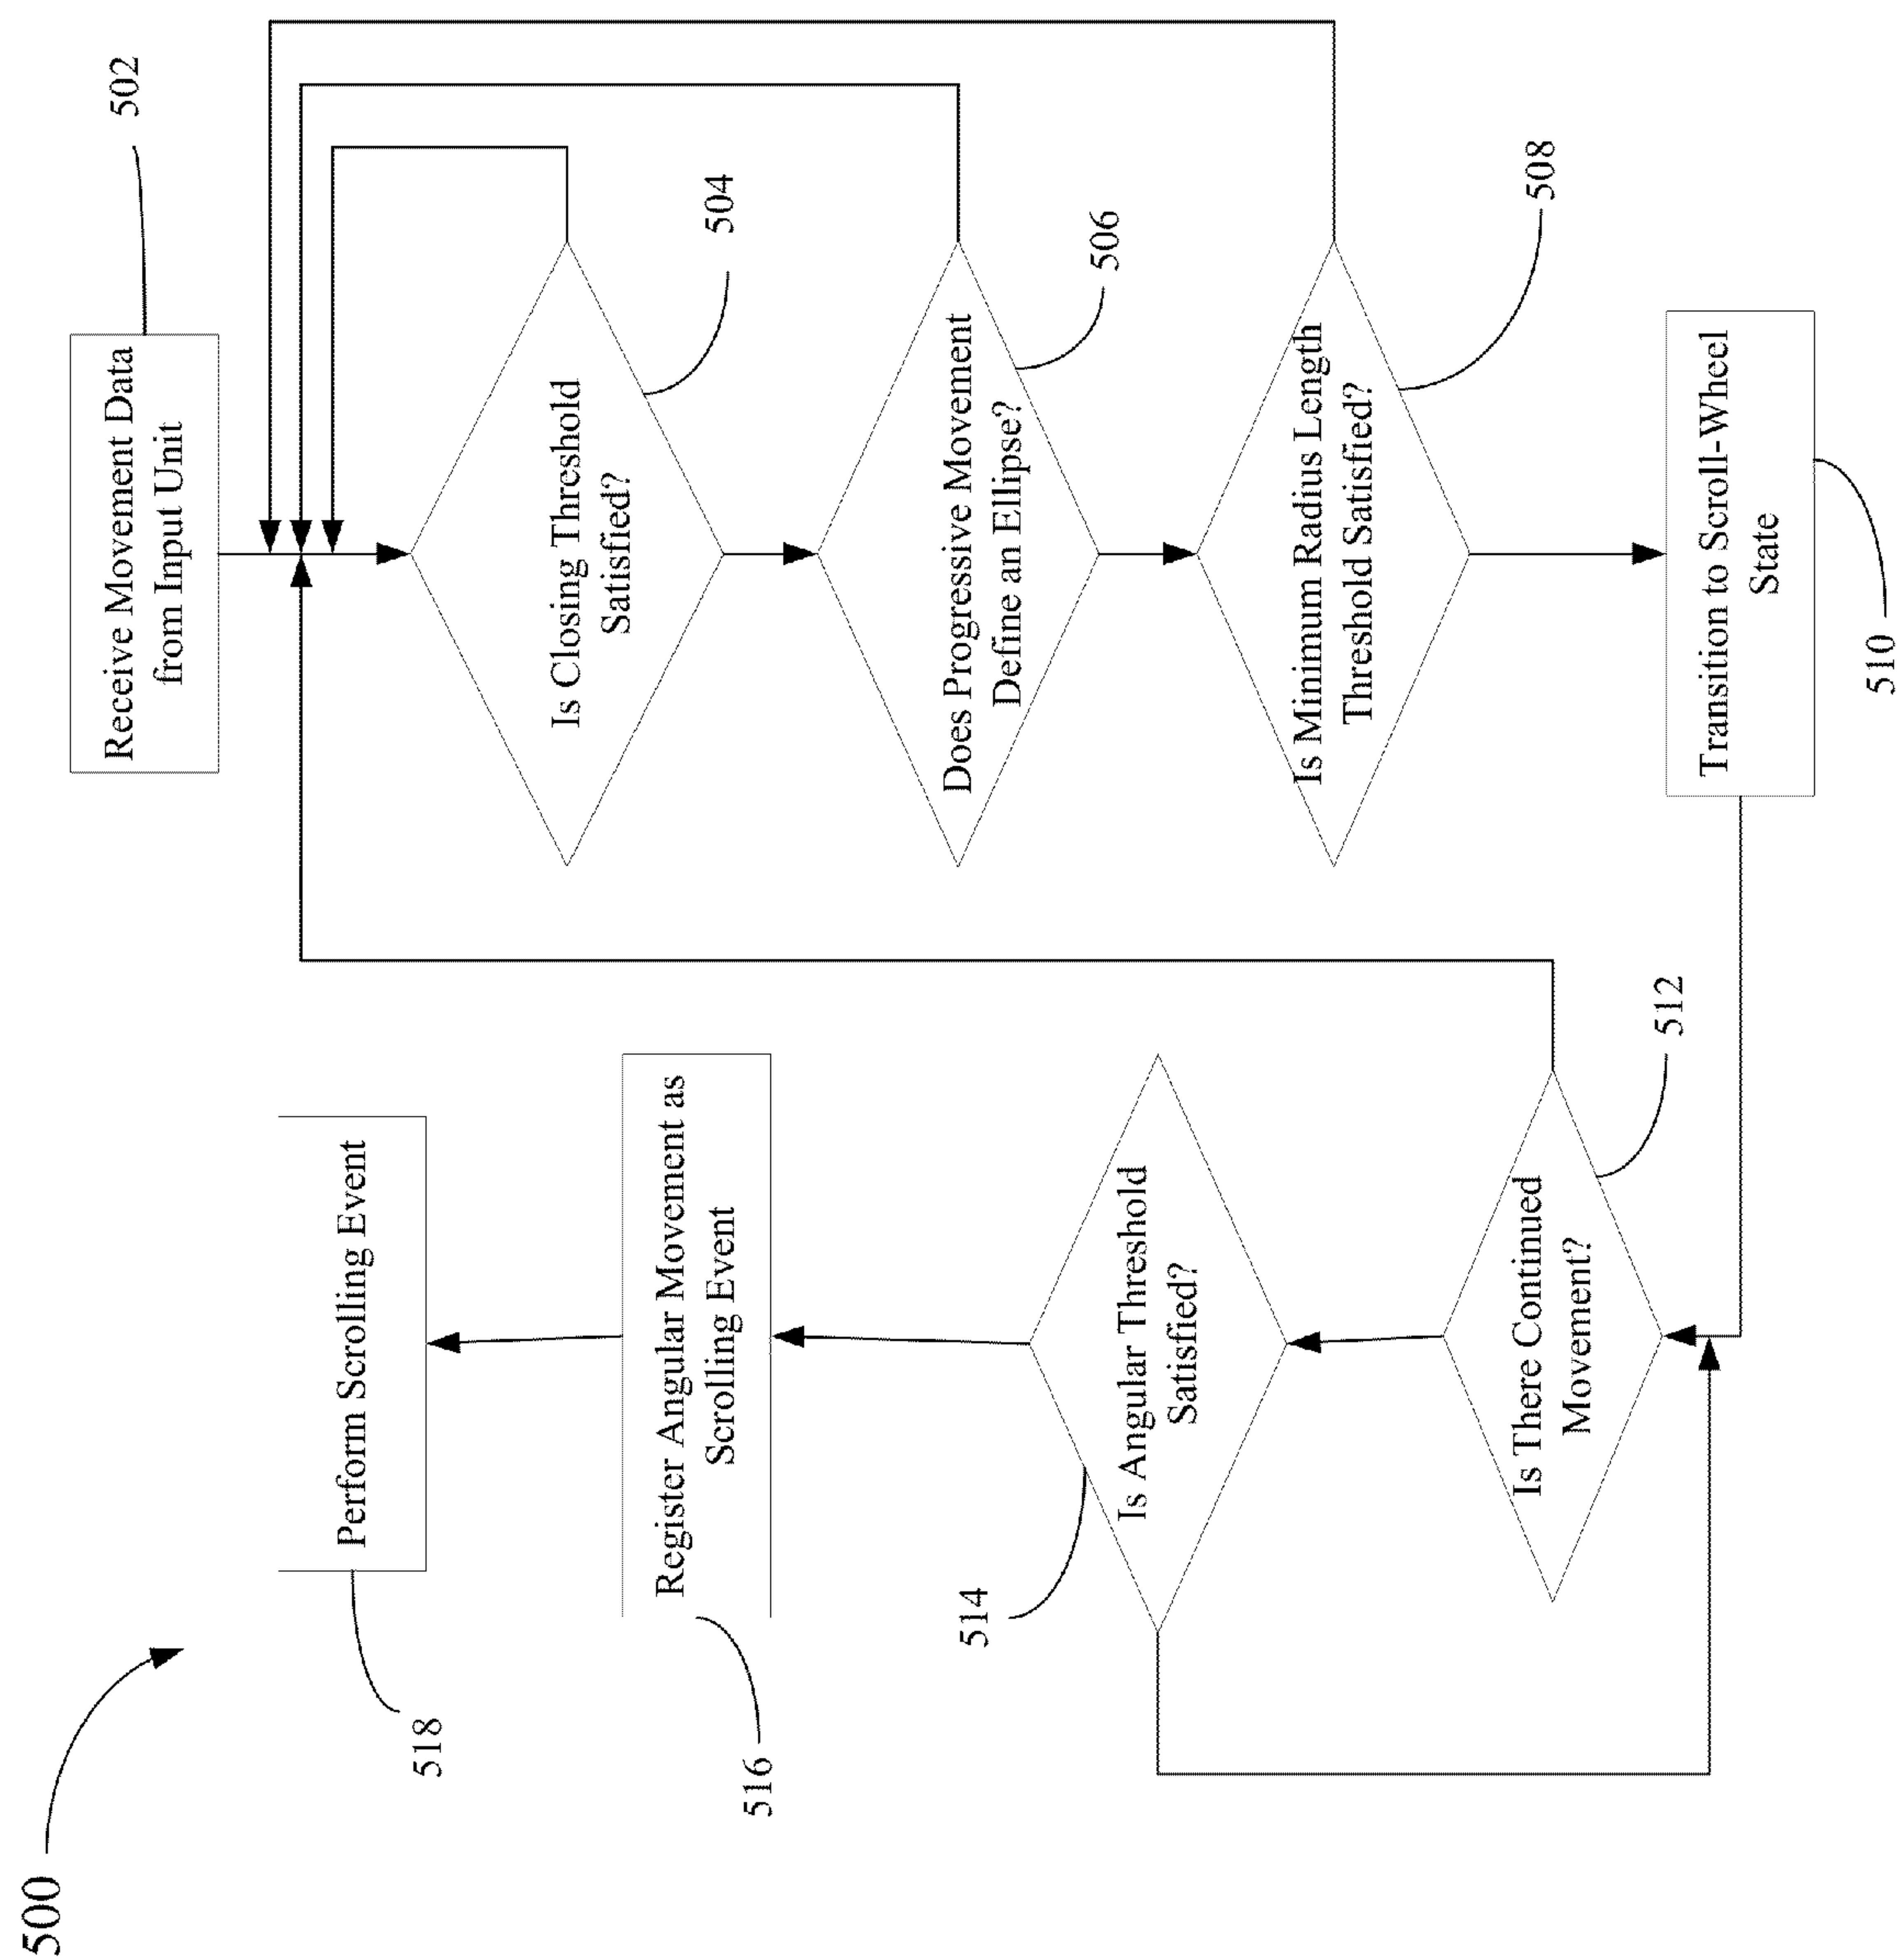 500
502
Receive Movement Data
from Input Unit
504
Is Closing Threshold
Satisfied?
506
Does Progressive Movement
Define an Ellipse?
508
Is Minimum Radius Length
Threshold Satisfied?
510
Transition to Scroll-Wheel
State
512
Is There Continued
Movement?
514
Is Angular Threshold
Satisfied?
516
Register Angular Movement as
Scrolling Event
518
Perform Scrolling Event